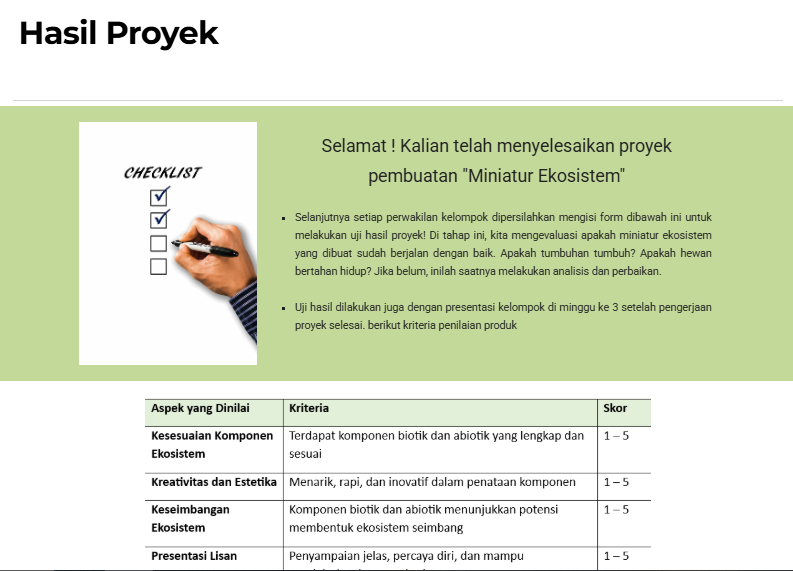 Hasil Proyek
CHECKLIST
Selamat ! Kalian telah menyelesaikan proyek
pembuatan "Miniatur Ekosistem"
▪ Selanjutnya setiap perwakilan kelompok dipersilahkan mengisi form dibawah ini untuk
melakukan uji hasil proyek! Di tahap ini, kita mengevaluasi apakah miniatur ekosistem
yang dibuat sudah berjalan dengan baik. Apakah tumbuhan tumbuh? Apakah hewan
bertahan hidup? Jika belum, inilah saatnya melakukan analisis dan perbaikan.
▪ Uji hasil dilakukan juga dengan presentasi kelompok di minggu ke 3 setelah pengerjaan
proyek selesai. berikut kriteria penilaian produk
Aspek yang Dinilai Kriteria Skor
Kesesuaian Komponen Terdapat komponen biotik dan abiotik yang lengkap dan 1 – 5
Ekosistem sesuai
Kreativitas dan Estetika Menarik, rapi, dan inovatif dalam penataan komponen 1 – 5
Keseimbangan Komponen biotik dan abiotik menunjukkan potensi 1 – 5
Ekosistem membentuk ekosistem seimbang
Presentasi Lisan Penyampaian jelas, percaya diri, dan mampu 1 – 5